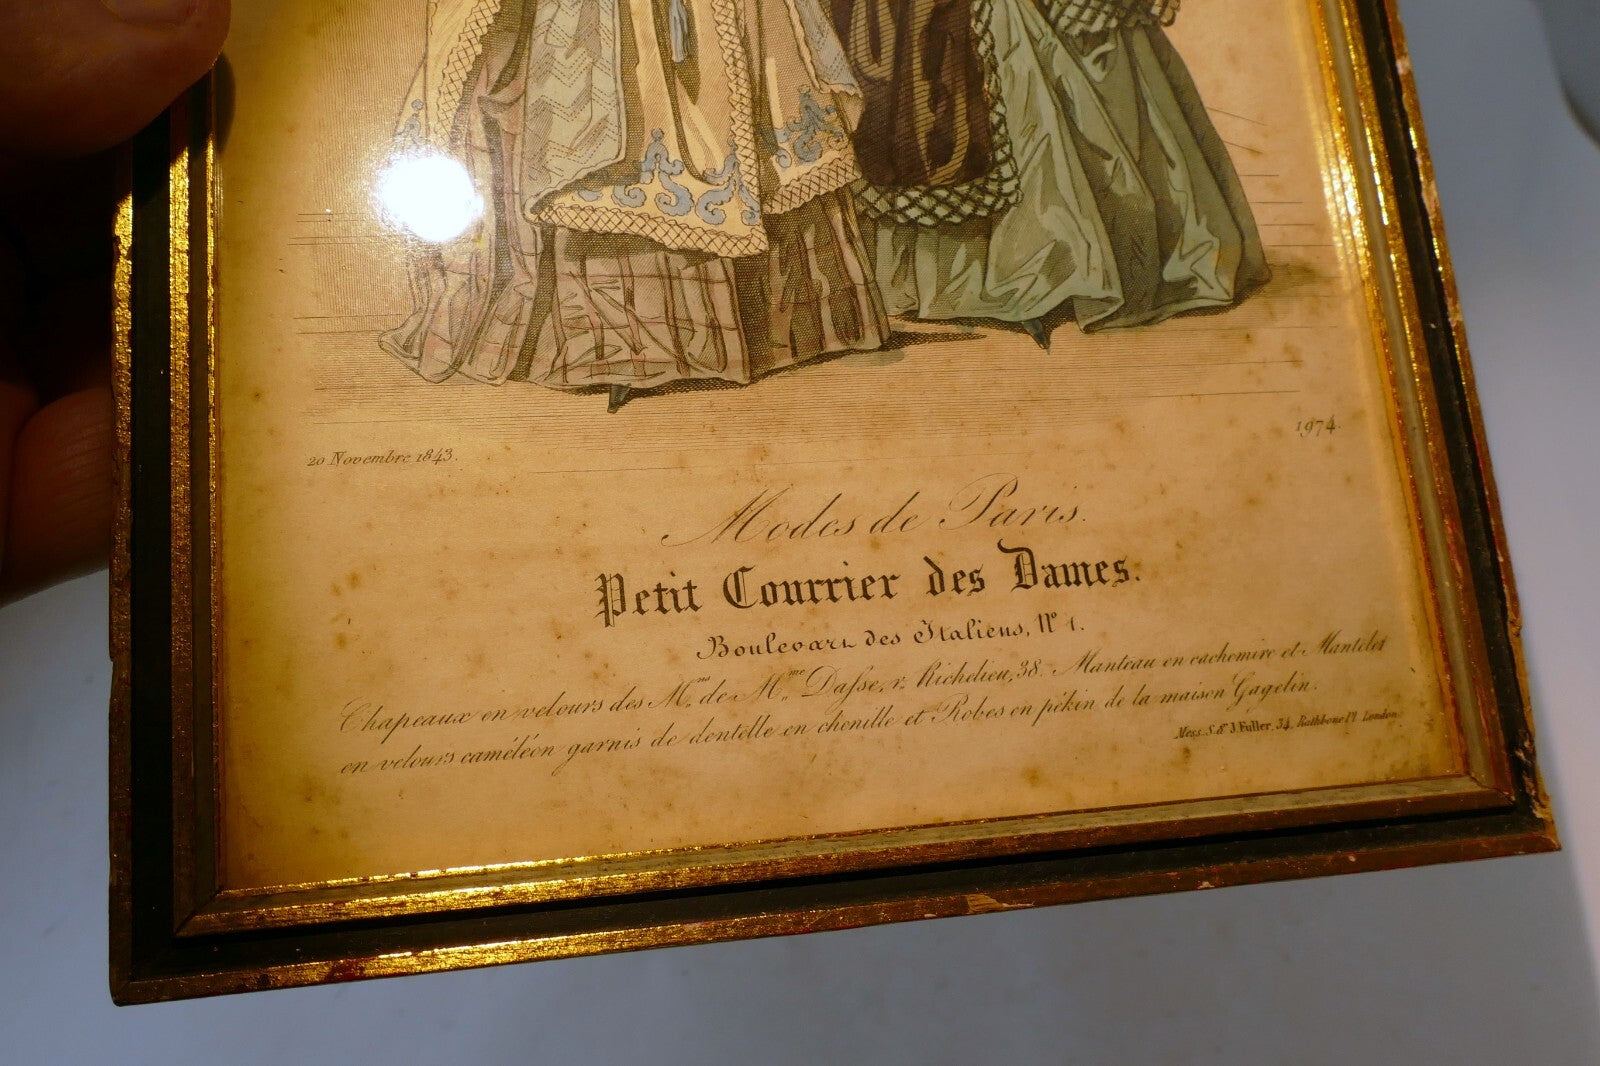 20 Novembre 1843.
1974.
Modes de Paris.
Petit Courrier des Dames.
Boulevart des Italiens, Nº 1.
Chapeaux en velours des Mns. de Mme. Dasse, r. Richelieu, 38. Manteau en cachemire et Mantelet
en velours caméléon garnis de dentelle en chenille et Robes en pékin de la maison Gagelin.
Mess. S. & J. Fuller, 34, Rathbone Pl. London.